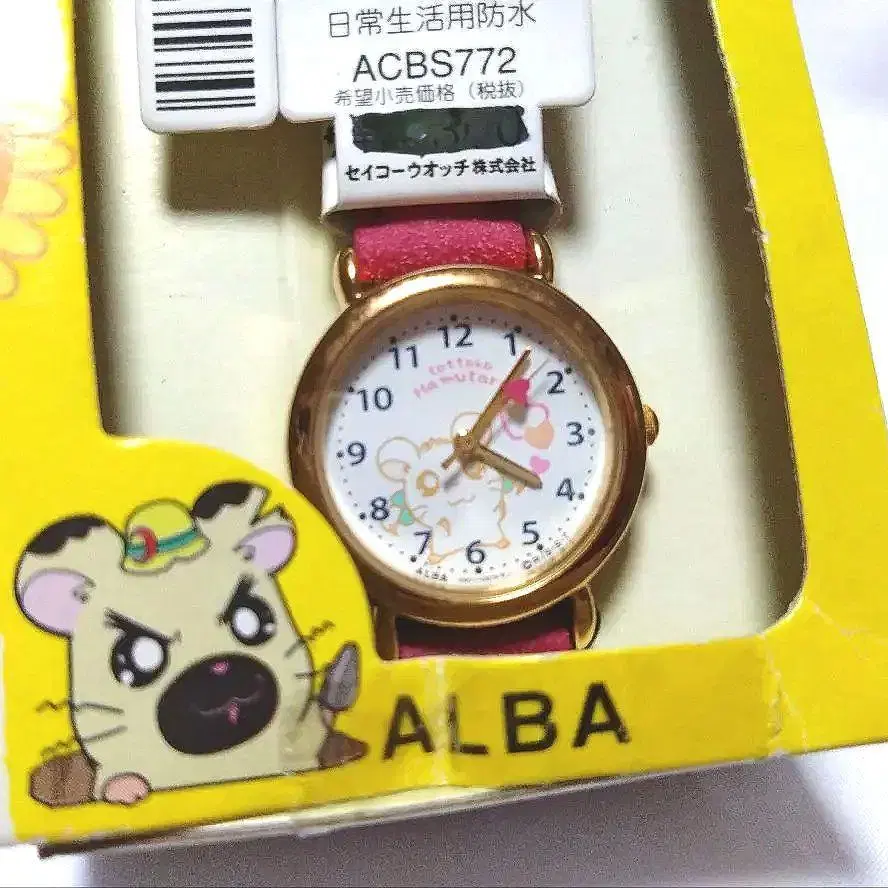 日常生活用防水
ACBS772
希望小売価格（税抜）
セイコーウオッチ株式会社
12
1
2
3
4
5
6
7
8
9
10
11
tottoko
Hamutaro
ALBA
ALBA